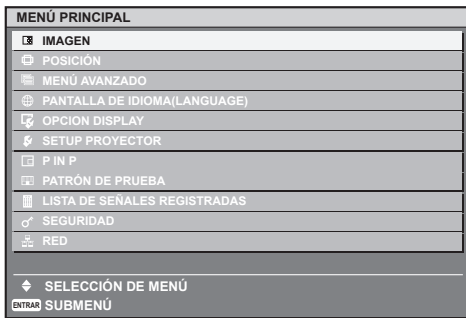 MENÚ PRINCIPAL
IMAGEN
POSICIÓN
MENÚ AVANZADO
PANTALLA DE IDIOMA(LANGUAGE)
OPCION DISPLAY
SETUP PROYECTOR
P IN P
PATRÓN DE PRUEBA
LISTA DE SEÑALES REGISTRADAS
SEGURIDAD
RED
SELECCIÓN DE MENÚ
ENTRAR SUBMENÚ